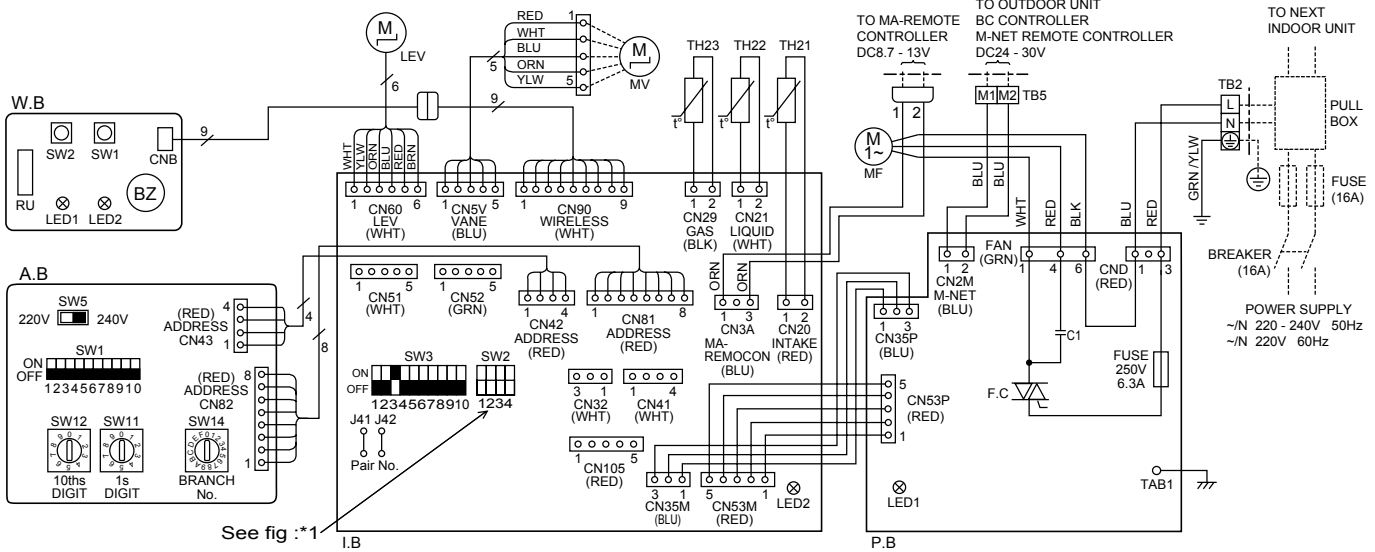 TO OUTDOOR UNIT
BC CONTROLLER
M-NET REMOTE CONTROLLER
DC24 - 30V
TO MA-REMOTE
CONTROLLER
DC8.7 - 13V
TO NEXT
INDOOR UNIT
M
LEV
6
RED
WHT
BLU
ORN
YLW
1
5
5
M
MV
TH23
TH22
TH21
t°
t°
t°
1 2
M1 M2 TB5
TB2
L
N
PULL
BOX
FUSE
(16A)
BREAKER
(16A)
POWER SUPPLY
~/N 220 - 240V 50Hz
~/N 220V 60Hz
GRN/YLW
M
1~
MF
W.B
SW2
SW1
CNB
9
9
RU
LED1
LED2
BZ
WHT
YLW
ORN
BLU
RED
BRN
1 6
CN60
LEV
(WHT)
1 5
CN5V
VANE
(BLU)
1 9
CN90
WIRELESS
(WHT)
1 2
CN29
GAS
(BLK)
1 2
CN21
LIQUID
(WHT)
BLU
BLU
WHT
RED
BLK
BLU
RED
A.B
SW5
220V 240V
(RED)
ADDRESS
CN43
4
1
4
8
SW1
ON
OFF
12345678910
(RED)
ADDRESS
CN82
8
1
SW12
0 1 2 3 4 5 6 7 8 9
10ths
DIGIT
SW11
0 1 2 3 4 5 6 7 8 9
1s
DIGIT
SW14
0123456789ABCDEF
BRANCH
No.
1 5
CN51
(WHT)
1 5
CN52
(GRN)
1 4
CN42
ADDRESS
(RED)
1 8
CN81
ADDRESS
(RED)
ORN
ORN
1 3
CN3A
MA-
REMOCON
(BLU)
1 2
CN20
INTAKE
(RED)
SW3
ON
OFF
12345678910
SW2
1234
J41 J42
Pair No.
3 1
CN32
(WHT)
1 4
CN41
(WHT)
1 5
CN105
(RED)
3 1
CN35M
(BLU)
5 1
CN53M
(RED)
LED2
I.B
See fig :*1
1 2
CN2M
M-NET
(BLU)
FAN
(GRN)
1 4 6
CND
(RED)
1 3
1 3
CN35P
(BLU)
5
CN53P
(RED)
1
C1
F.C
FUSE
250V
6.3A
LED1
TAB1
P.B